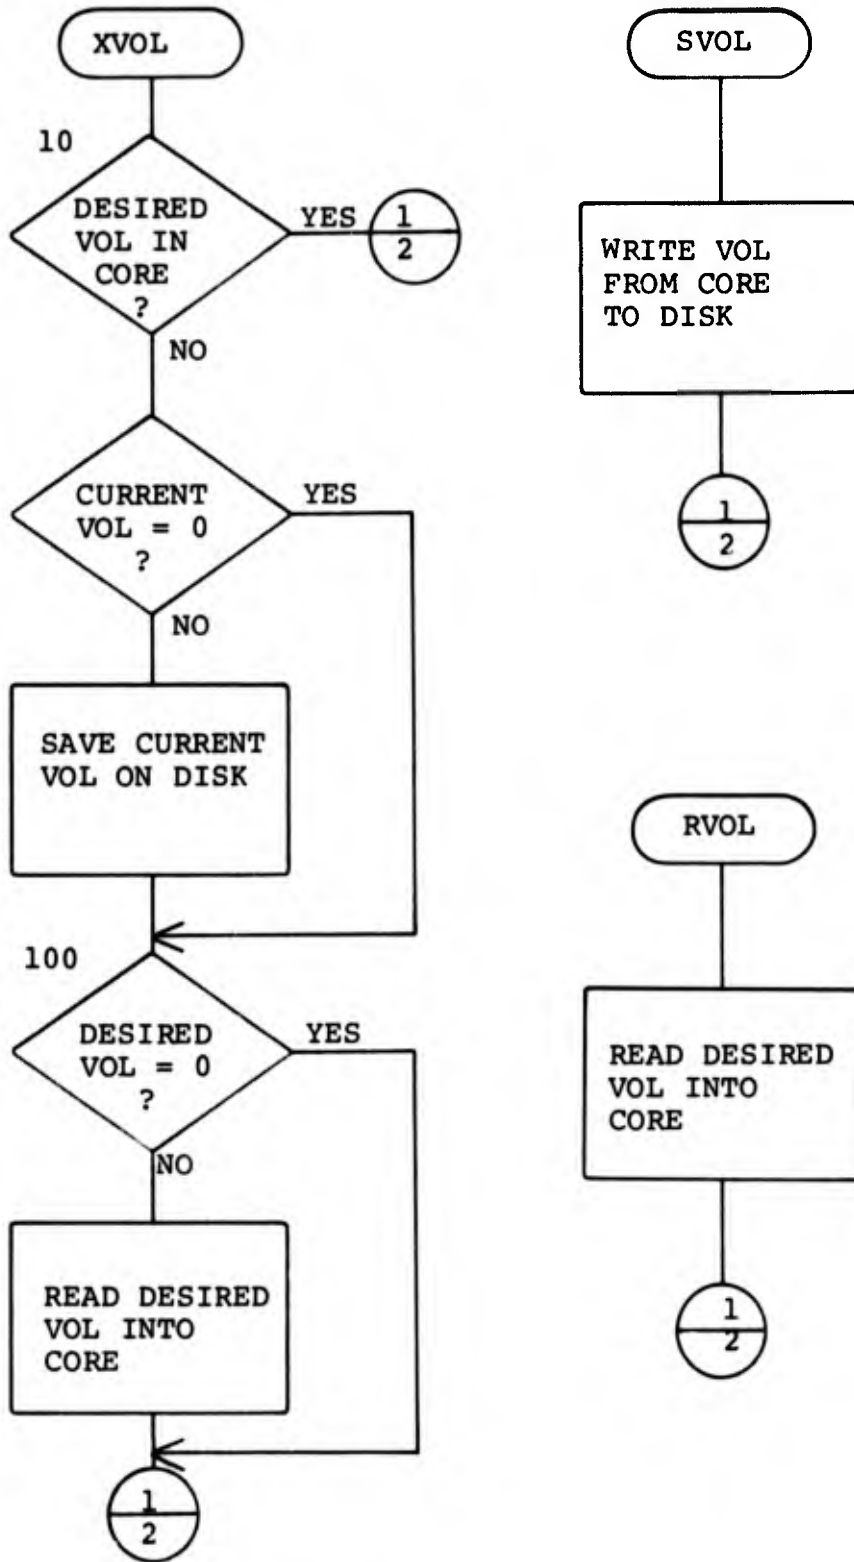 XVOL
10
DESIRED
VOL IN
CORE
?
YES
1
2
NO
CURRENT
VOL = 0
?
YES
NO
SAVE CURRENT
VOL ON DISK
100
DESIRED
VOL = 0
?
YES
NO
READ DESIRED
VOL INTO
CORE
1
2
SVOL
WRITE VOL
FROM CORE
TO DISK
1
2
RVOL
READ DESIRED
VOL INTO
CORE
1
2